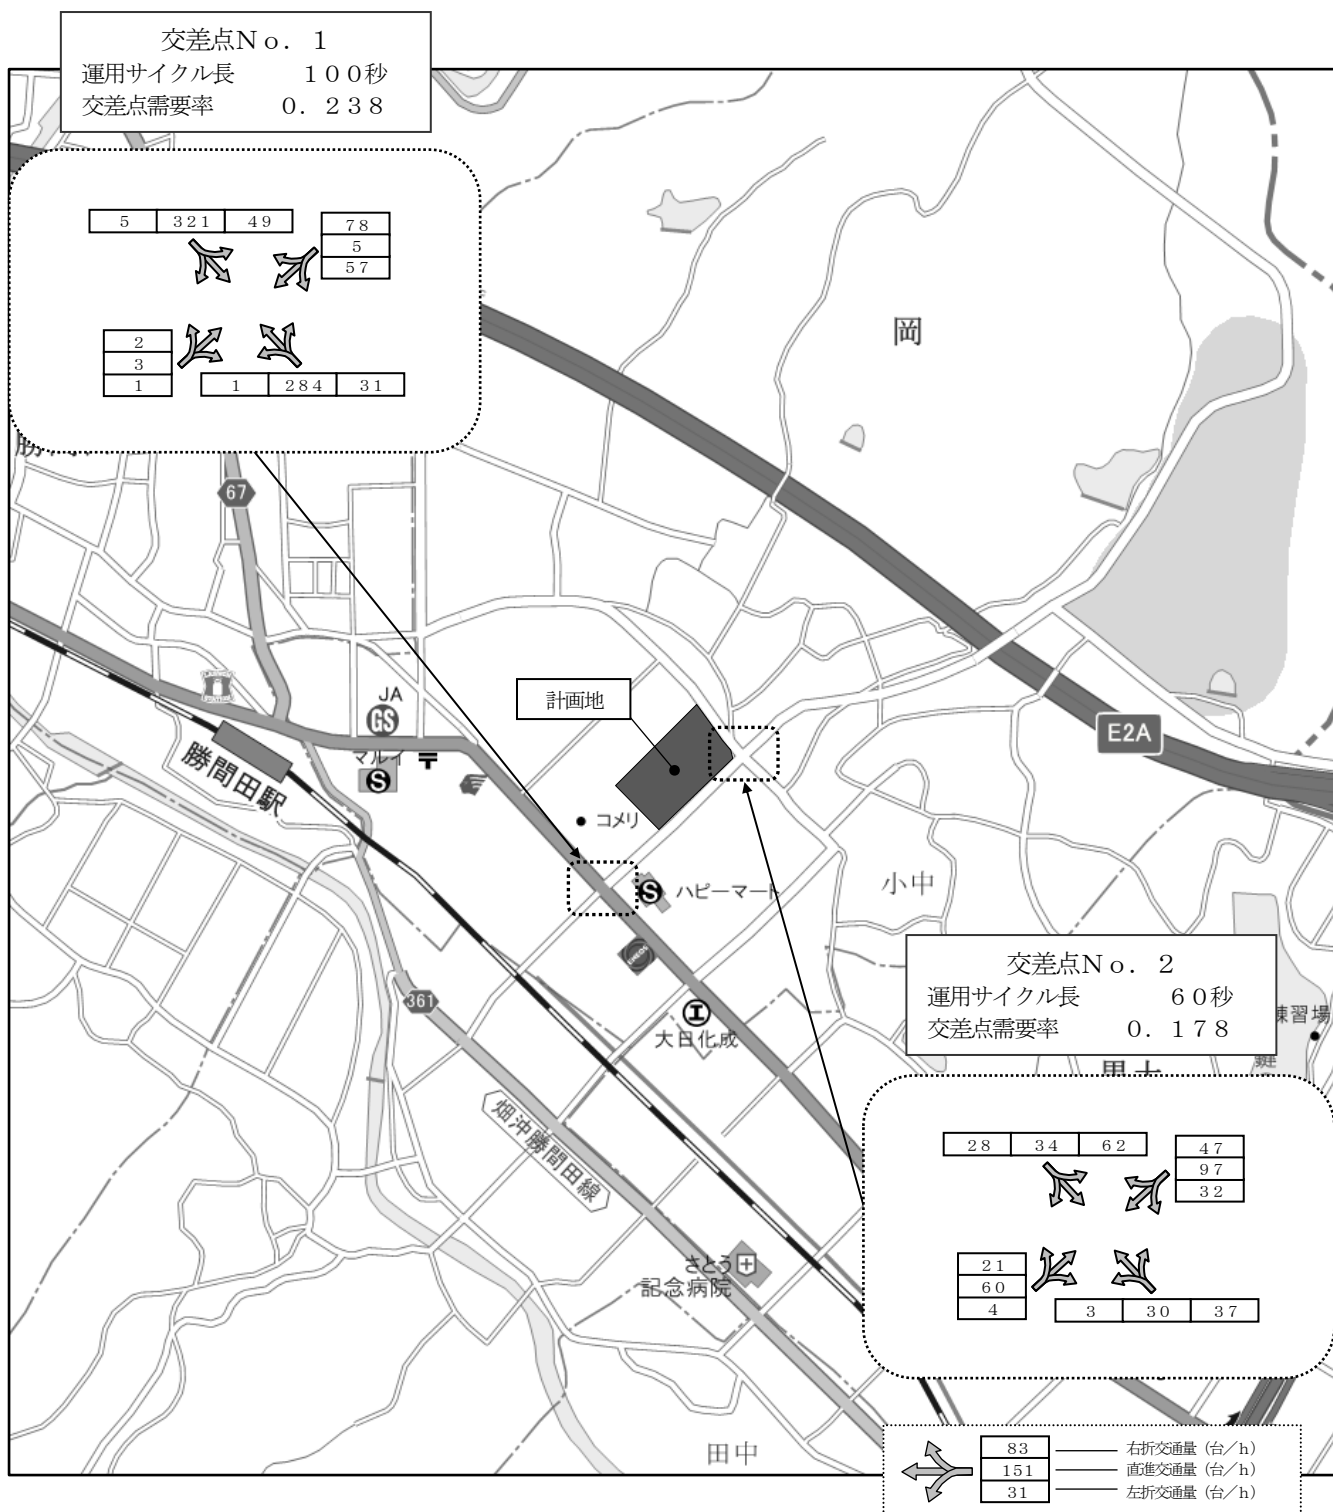 交差点Ｎｏ．１
運用サイクル長　１００秒
交差点需要率　０．２３８
5 321 49
78
5
57
2
3
1
1 284 31
岡
67
JA
GS
マルイ
S
勝間田駅
計画地
コメリ
E2A
S ハピーマート
小中
ENEOS
361
大日化成
交差点Ｎｏ．２
運用サイクル長　６０秒
交差点需要率　０．１７８
練習場
畑沖勝間田線
28 34 62
47
97
32
21
60
4
3 30 37
さとう
記念病院
田中
83 右折交通量（台／ｈ）
151 直進交通量（台／ｈ）
31 左折交通量（台／ｈ）